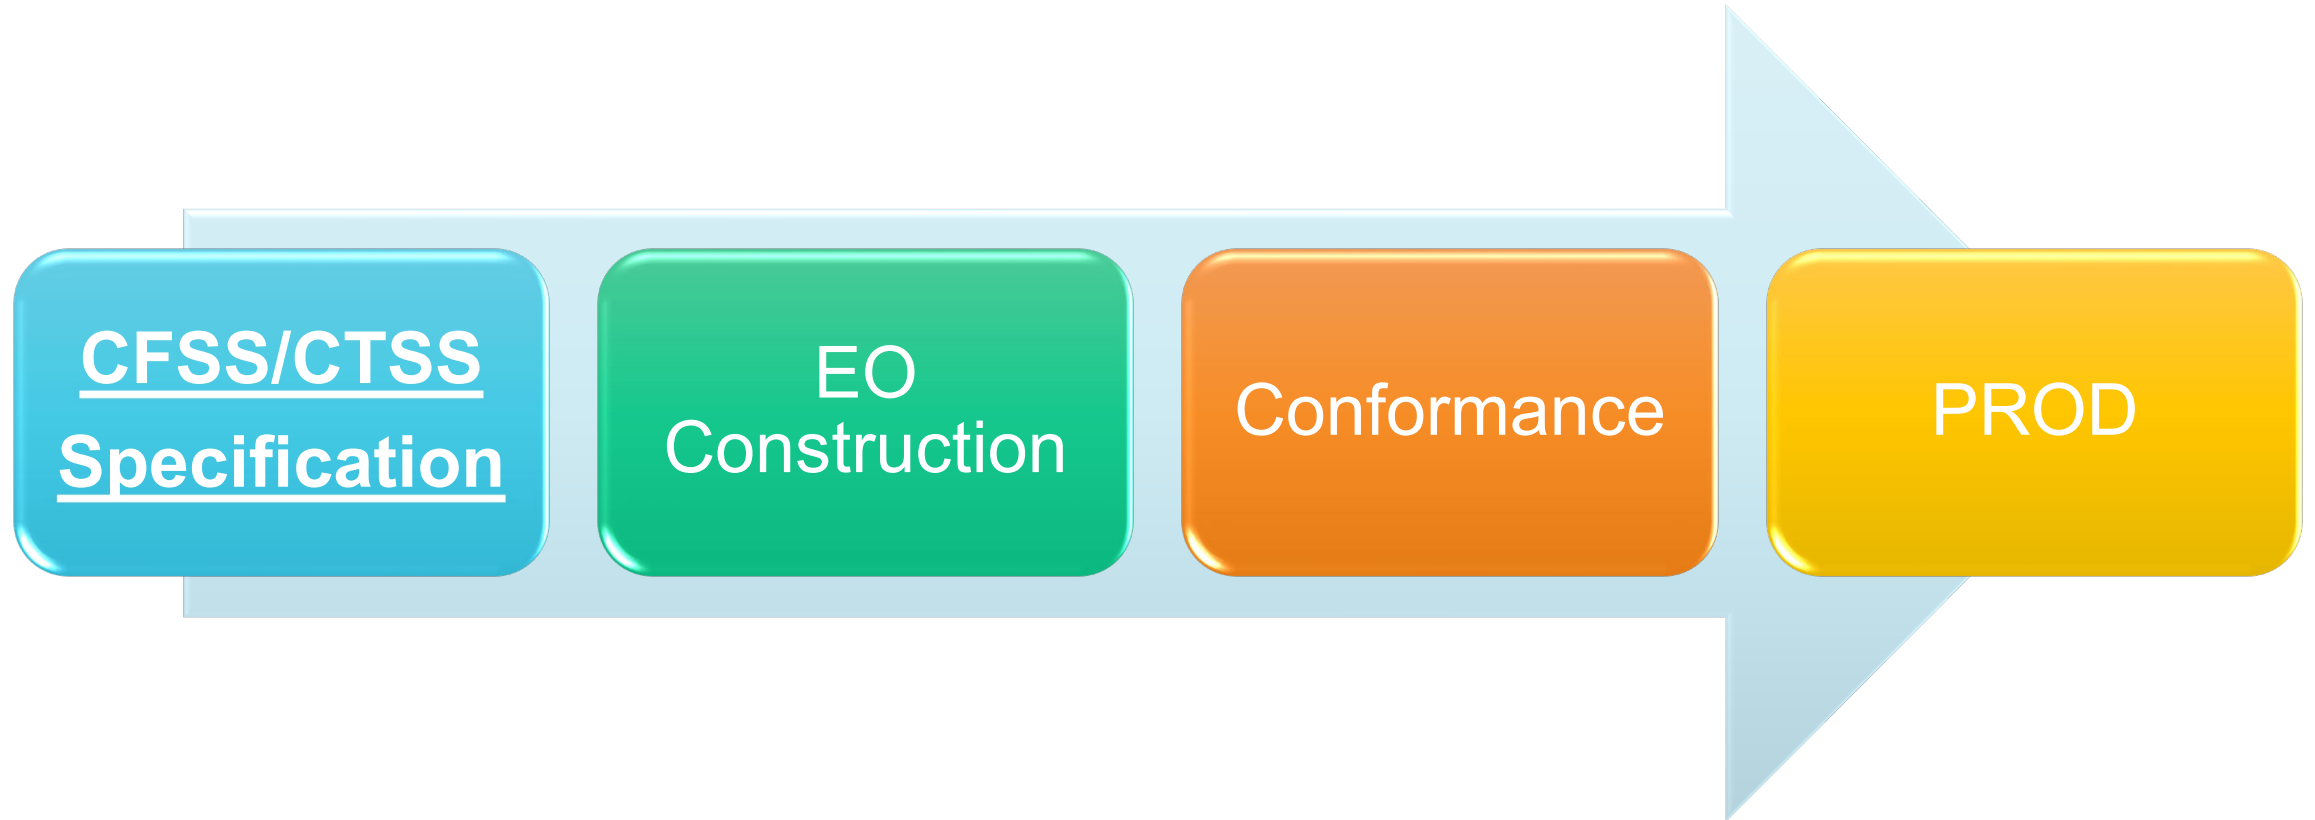 CFSS/CTSS
Specification
EO
Construction
Conformance
PROD